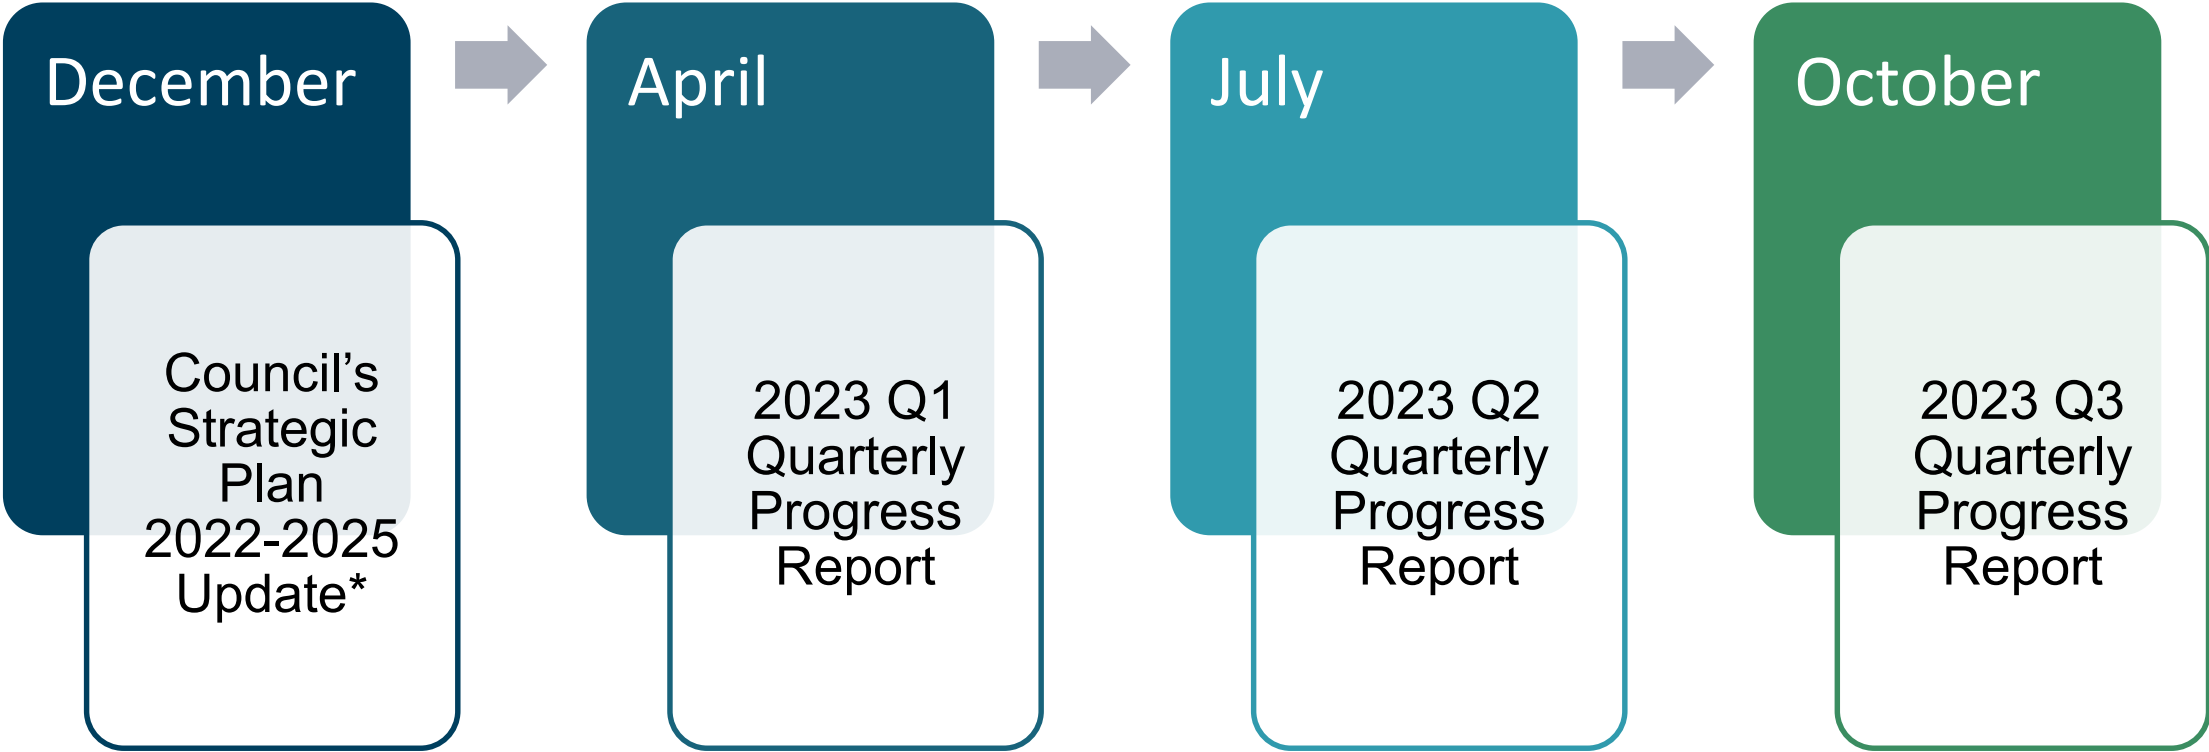 December
Council’s
Strategic
Plan
2022-2025
Update*
April
2023 Q1
Quarterly
Progress
Report
July
2023 Q2
Quarterly
Progress
Report
October
2023 Q3
Quarterly
Progress
Report